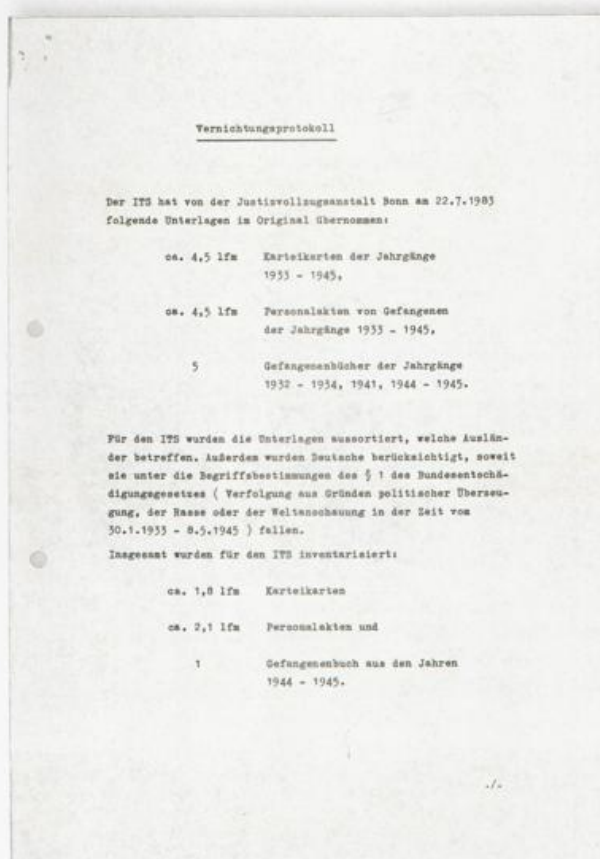 Vernichtungsprotokoll
Der ITS hat von der Justizvollzugsanstalt Bonn am 22.7.1983
folgende Unterlagen im Original übernommen:
ca. 4,5 lfm Karteikarten der Jahrgänge
1933 - 1945,
ca. 4,5 lfm Personalakten von Gefangenen
der Jahrgänge 1933 - 1945,
5 Gefangenenbücher der Jahrgänge
1932 - 1934, 1941, 1944 - 1945.
Für den ITS wurden die Unterlagen aussortiert, welche Auslän-
der betreffen. Außerdem wurden Deutsche berücksichtigt, soweit
sie unter die Begriffsbestimmungen des § 1 des Bundesentschä-
digungsgesetzes ( Verfolgung aus Gründen politischer Überzeu-
gung, der Rasse oder der Weltanschauung in der Zeit vom
30.1.1933 - 8.5.1945 ) fallen.
Insgesamt wurden für den ITS inventarisiert:
ca. 1,8 lfm Karteikarten
ca. 2,1 lfm Personalakten und
1 Gefangenenbuch aus den Jahren
1944 - 1945.
./.